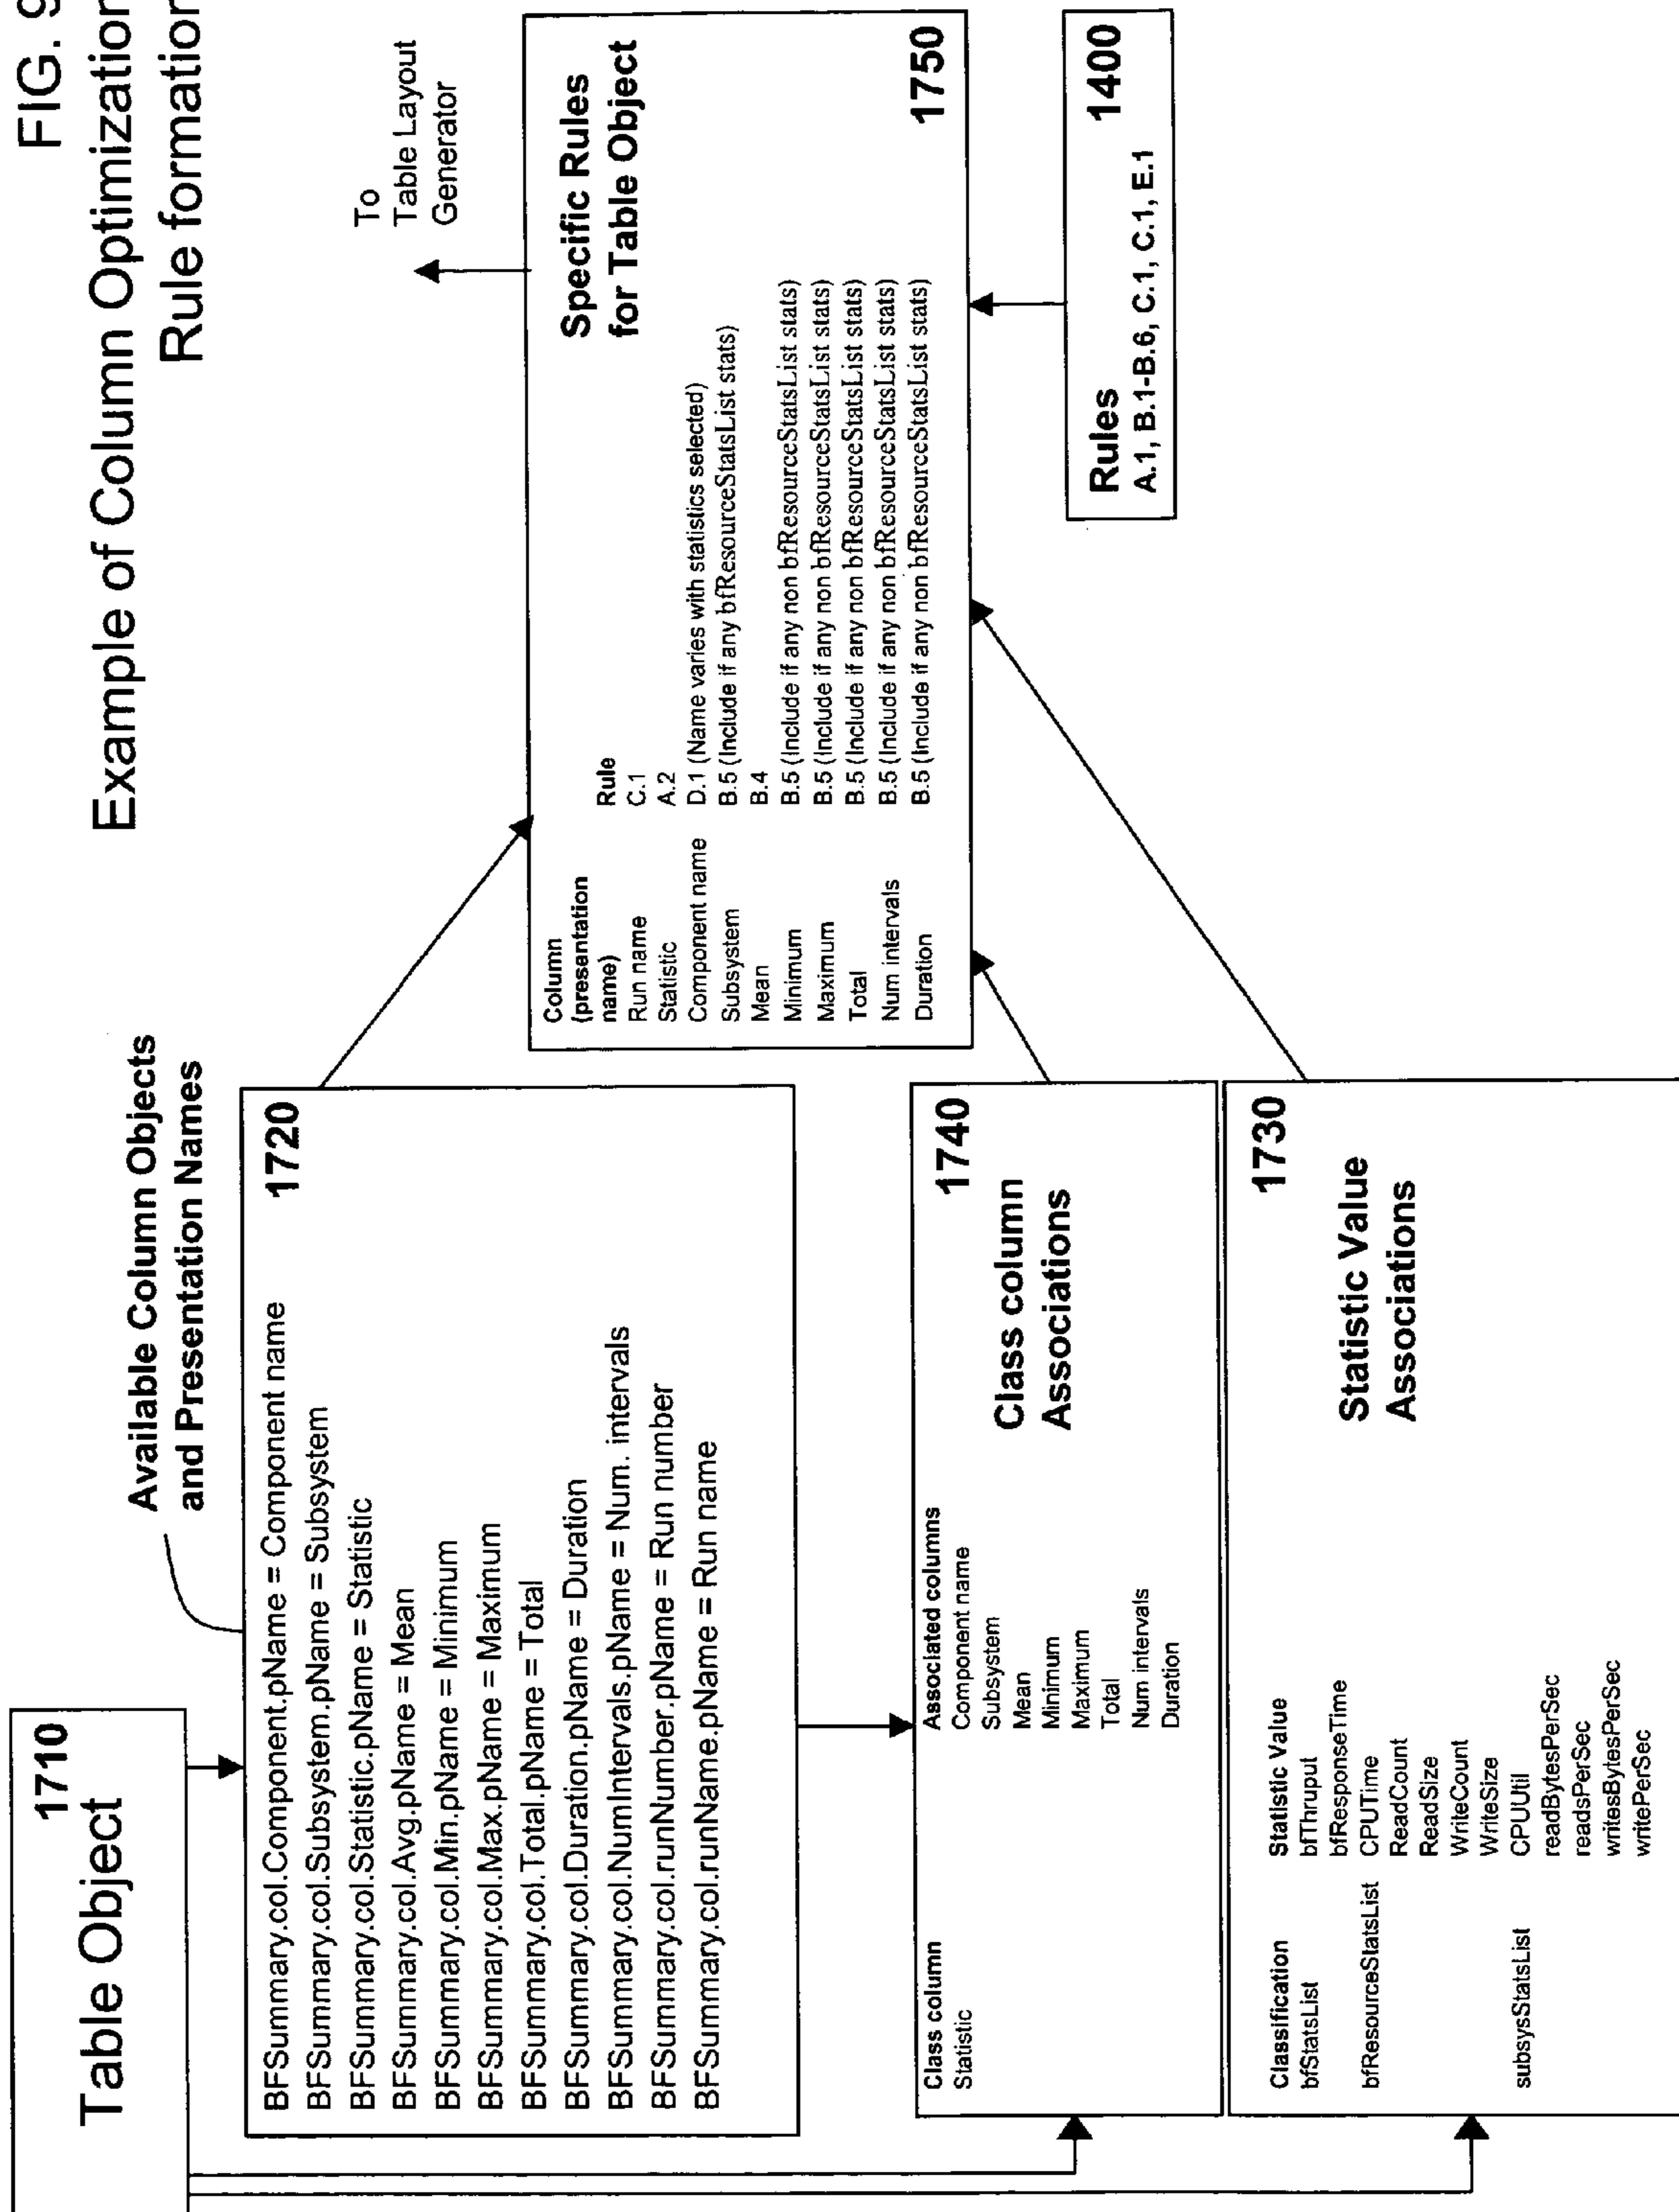 FIG. 9
Example of Column Optimization
Rule formation
1710
Table Object
Available Column Objects
and Presentation Names
1720
BFSummary.col.Component.pName = Component name
BFSummary.col.Subsystem.pName = Subsystem
BFSummary.col.Statistic.pName = Statistic
BFSummary.col.Avg.pName = Mean
BFSummary.col.Min.pName = Minimum
BFSummary.col.Max.pName = Maximum
BFSummary.col.Total.pName = Total
BFSummary.col.Duration.pName = Duration
BFSummary.col.NumIntervals.pName = Num. intervals
BFSummary.col.runNumber.pName = Run number
BFSummary.col.runName.pName = Run name
1740
Class column
Associations
Class column Associated columns
Statistic Component name
Subsystem
Mean
Minimum
Maximum
Total
Num intervals
Duration
1730
Statistic Value
Associations
Classification Statistic Value
bfStatsList bfThruput
bfResponseTime
bfResourceStatsList CPUTime
ReadCount
ReadSize
WriteCount
WriteSize
subsysStatsList CPUUtil
readBytesPerSec
readsPerSec
writesBytesPerSec
writePerSec
To
Table Layout
Generator
Specific Rules
for Table Object
1750
Column
(presentation
name) Rule
Run name C.1
Statistic A.2
Component name D.1 (Name varies with statistics selected)
Subsystem B.5 (Include if any bfResourceStatsList stats)
Mean B.4
Minimum B.5 (Include if any non bfResourceStatsList stats)
Maximum B.5 (Include if any non bfResourceStatsList stats)
Total B.5 (Include if any non bfResourceStatsList stats)
Num intervals B.5 (Include if any non bfResourceStatsList stats)
Duration B.5 (Include if any non bfResourceStatsList stats)
Rules 1400
A.1, B.1-B.6, C.1, C.1, E.1